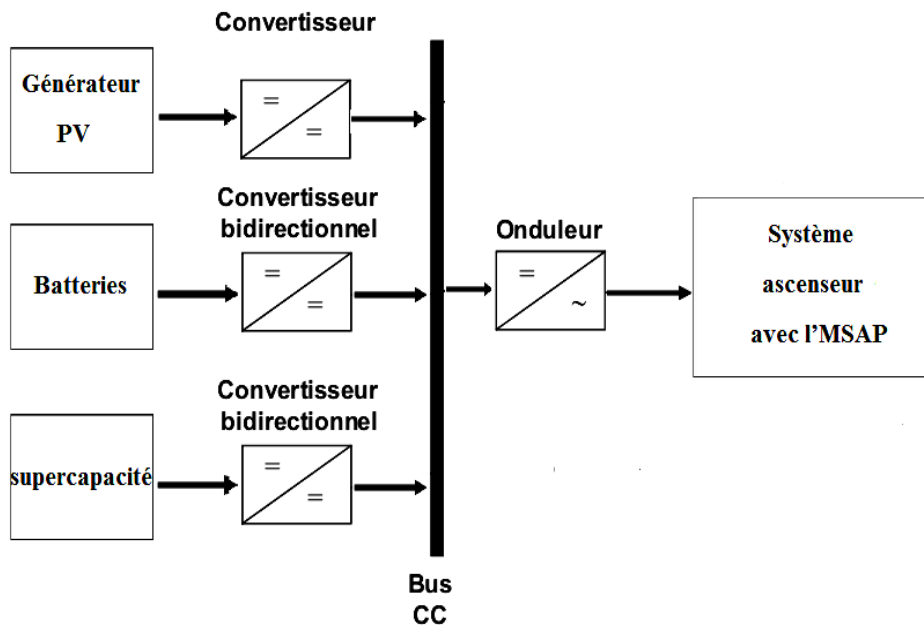 Convertisseur
Générateur
PV
=
=
Convertisseur
bidirectionnel
Batteries
=
=
Onduleur
=
~
Système
ascenseur
avec l'MSAP
Convertisseur
bidirectionnel
supercapacité
=
=
Bus
CC